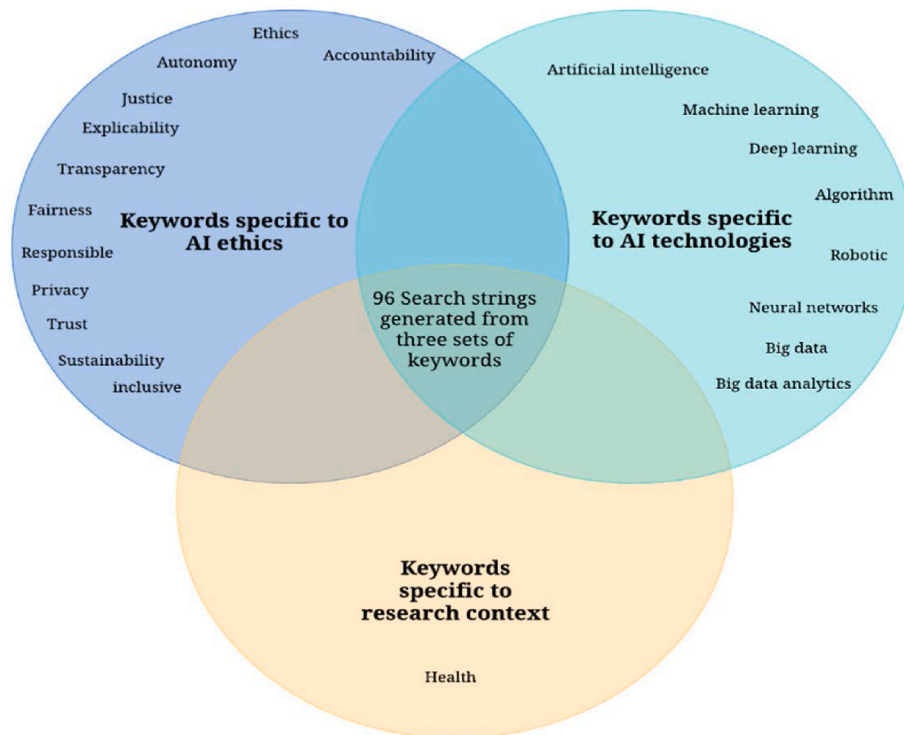 Ethics
Accountability
Autonomy
Justice
Explicability
Transparency
Fairness
Keywords specific to
AI ethics
Responsible
Privacy
Trust
Sustainability
inclusive
Artificial intelligence
Machine learning
Deep learning
Algorithm
Keywords specific
to AI technologies
Robotic
Neural networks
Big data
Big data analytics
96 Search strings
generated from
three sets of
keywords
Keywords
specific to
research context
Health